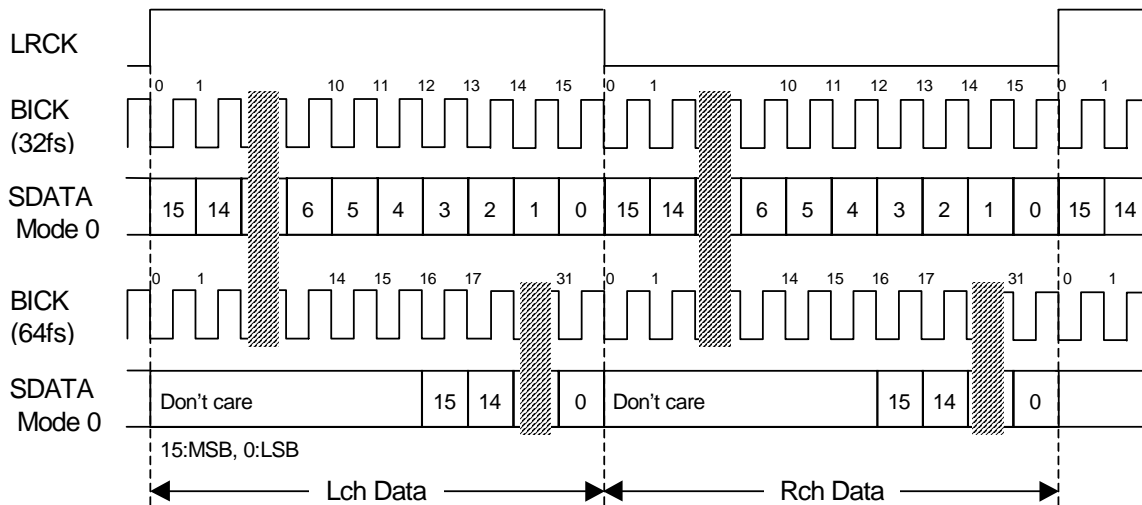 LRCK
0 1 10 11 12 13 14 15 0 1 10 11 12 13 14 15 0 1
BICK
(32fs)
SDATA
Mode 0
15 14 6 5 4 3 2 1 0 15 14 6 5 4 3 2 1 0 15 14
0 1 14 15 16 17 31 0 1 14 15 16 17 31 0 1
BICK
(64fs)
SDATA
Mode 0
Don't care 15 14 0 Don't care 15 14 0
15:MSB, 0:LSB
Lch Data Rch Data